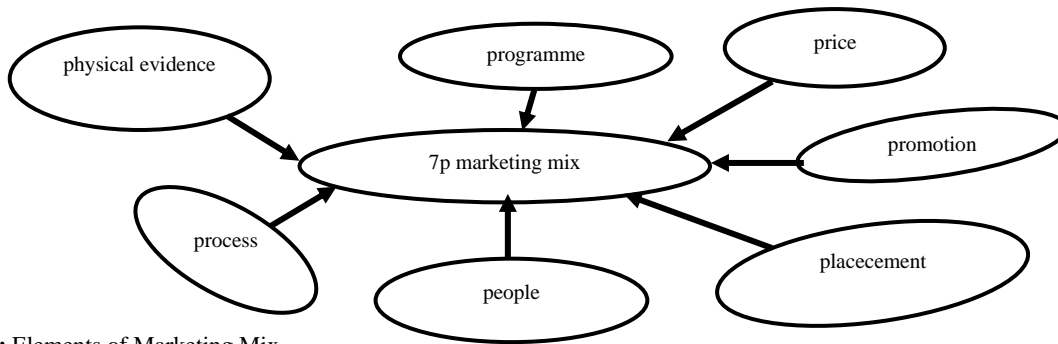 physical evidence
programme
price
7p marketing mix
promotion
process
people
placecement
Elements of Marketing Mix